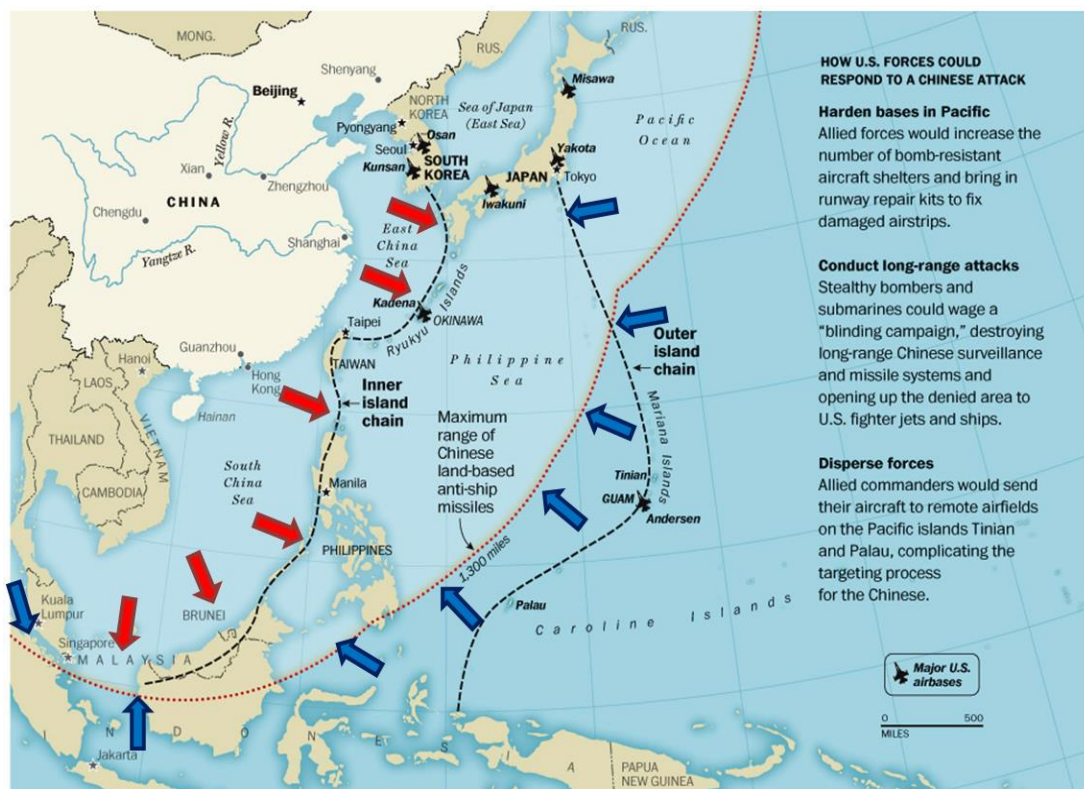 MONG.
RUS.
RUS.
Shenyang
Beijing
NORTH
KOREA
Pyongyang
Sea of Japan
(East Sea)
Misawa
Pacific
Ocean
Osan
Seoul
Kunsan
SOUTH
KOREA
Yakota
Tokyo
JAPAN
Iwakuni
Yellow R.
Xian
Zhengzhou
CHINA
Chengdu
Shanghai
Yangtze R.
East
China
Sea
Kadena
OKINAWA
Ryukyu Islands
Taipei
TAIWAN
Guanzhou
Hong
Kong
Hainan
Hanoi
LAOS
VIETNAM
THAILAND
CAMBODIA
Inner
island
chain
Philippine
Sea
Outer
island
chain
Mariana Islands
Maximum
range of
Chinese
land-based
anti-ship
missiles
1,300 miles
South
China
Sea
Manila
PHILIPPINES
Tinian
GUAM
Andersen
Palau
Caroline Islands
Kuala
Lumpur
BRUNEI
Singapore
MALAYSIA
INDONESIA
Jakarta
PAPUA
NEW GUINEA
HOW U.S. FORCES COULD
RESPOND TO A CHINESE ATTACK
Harden bases in Pacific
Allied forces would increase the
number of bomb-resistant
aircraft shelters and bring in
runway repair kits to fix
damaged airstrips.
Conduct long-range attacks
Stealthy bombers and
submarines could wage a
“blinding campaign,” destroying
long-range Chinese surveillance
and missile systems and
opening up the denied area to
U.S. fighter jets and ships.
Disperse forces
Allied commanders would send
their aircraft to remote airfields
on the Pacific islands Tinian
and Palau, complicating the
targeting process
for the Chinese.
Major U.S.
airbases
0 500
MILES